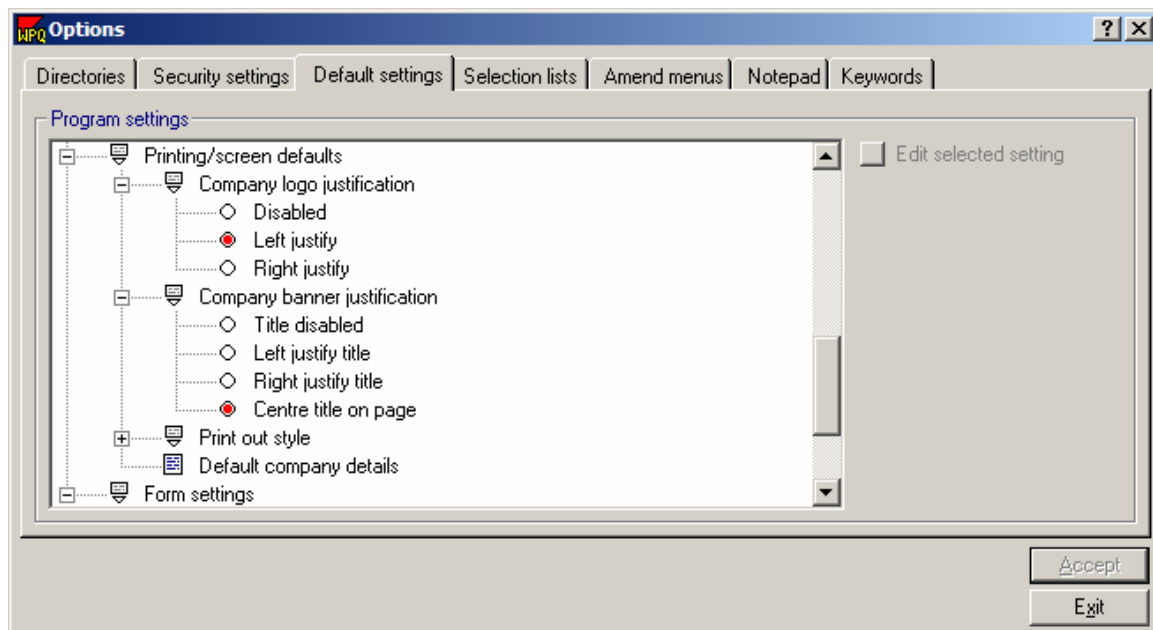 WPQ Options
Directories Security settings Default settings Selection lists Amend menus Notepad Keywords
Program settings
Printing/screen defaults
Edit selected setting
Company logo justification
Disabled
Left justify
Right justify
Company banner justification
Title disabled
Left justify title
Right justify title
Centre title on page
Print out style
Default company details
Form settings
Accept
Exit